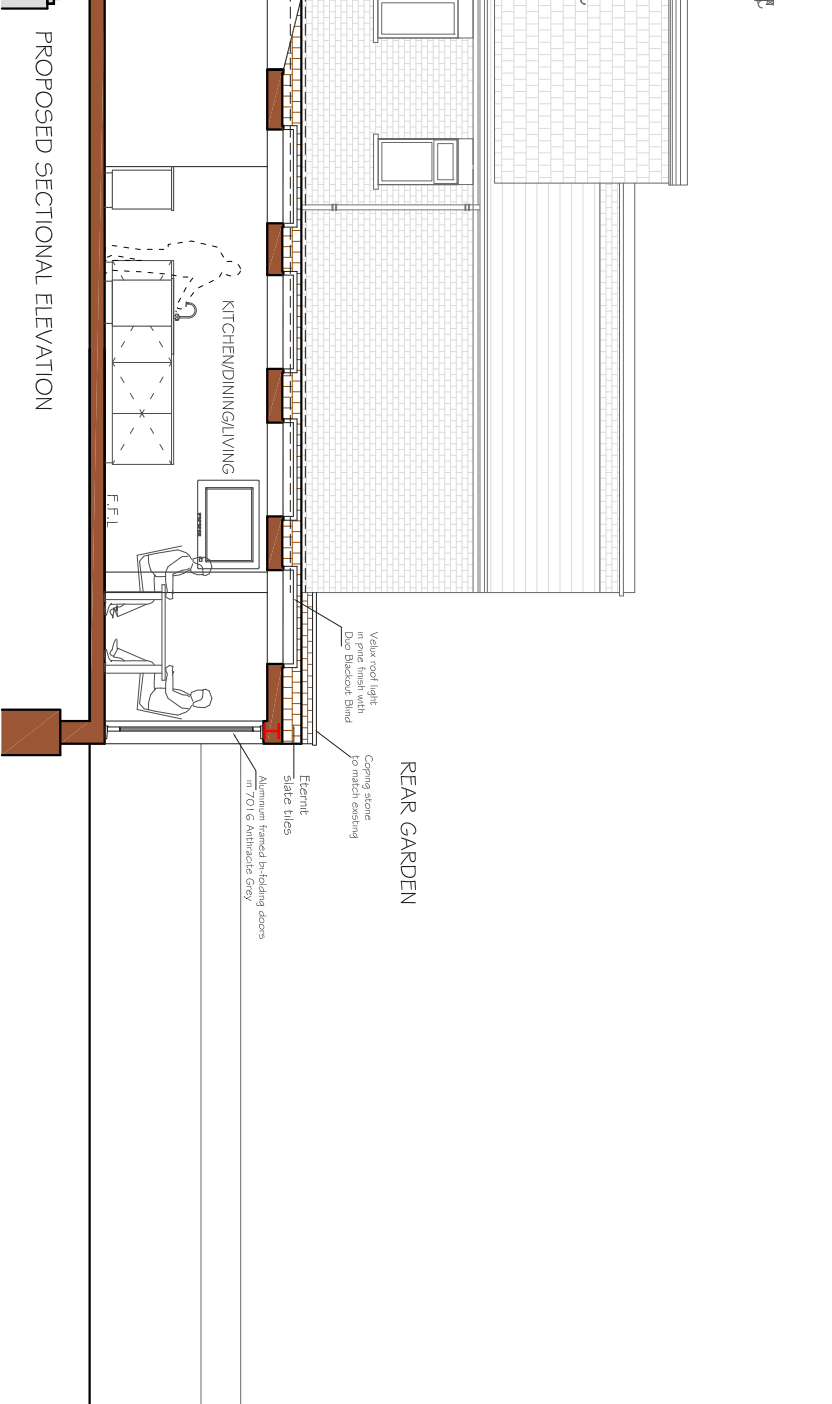 REAR GARDEN
Velux roof light
in pine finish with
Duo Blackout Blind
Coping stone
to match existing
Eternit
slate tiles
Aluminium framed bi-folding doors
in 7016 Anthracite Grey
KITCHEN/DINING/LIVING
F.F.L
PROPOSED SECTIONAL ELEVATION